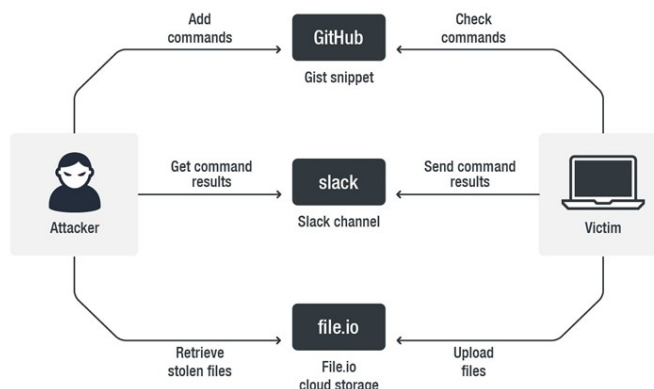 Add
commands
GitHub
Check
commands
Gist snippet
Get command
results
slack
Send command
results
Attacker
Slack channel
Victim
file.io
Retrieve
stolen files
File.io
cloud storage
Upload
files